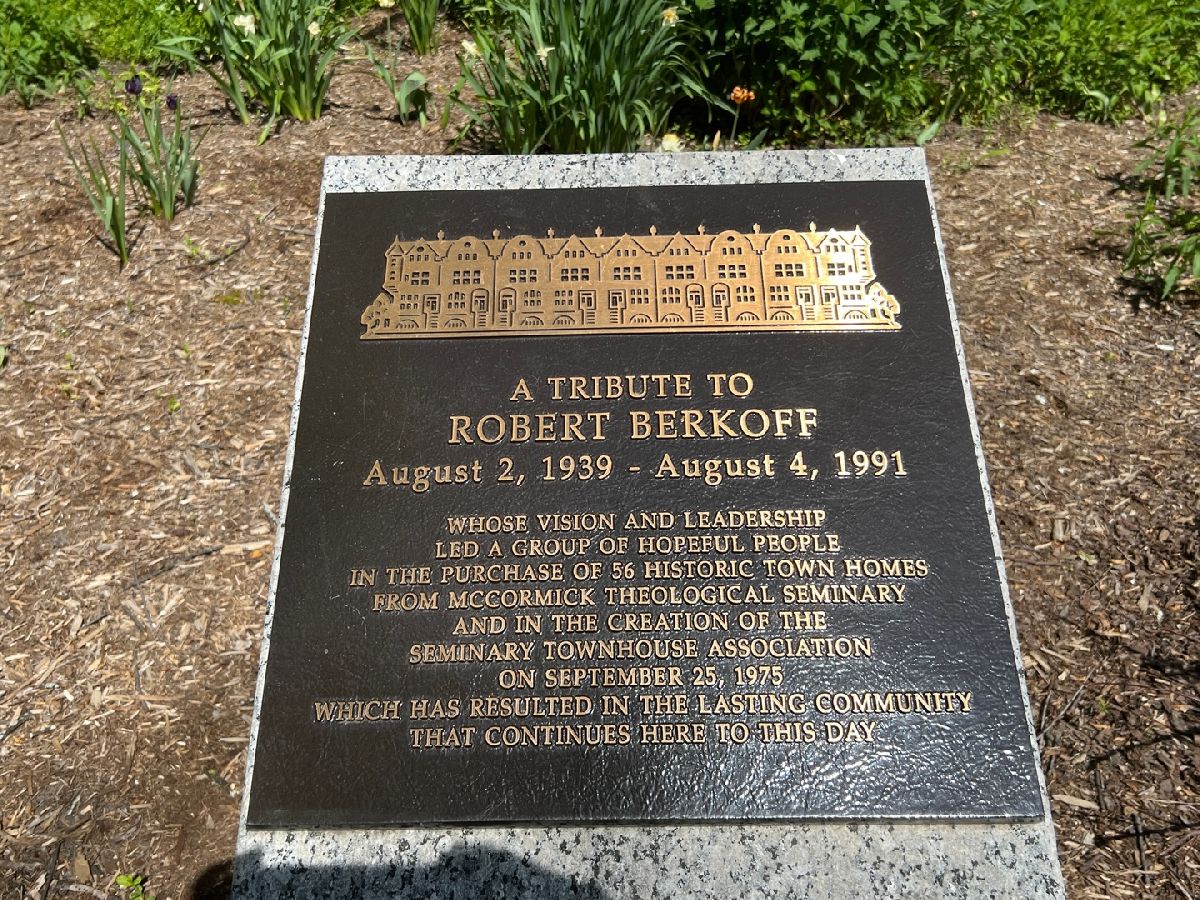 A TRIBUTE TO
ROBERT BERKOFF
August 2, 1939 - August 4, 1991
WHOSE VISION AND LEADERSHIP
LED A GROUP OF HOPEFUL PEOPLE
IN THE PURCHASE OF 56 HISTORIC TOWN HOMES
FROM MCCORMICK THEOLOGICAL SEMINARY
AND IN THE CREATION OF THE
SEMINARY TOWNHOUSE ASSOCIATION
ON SEPTEMBER 25, 1975
WHICH HAS RESULTED IN THE LASTING COMMUNITY
THAT CONTINUES HERE TO THIS DAY